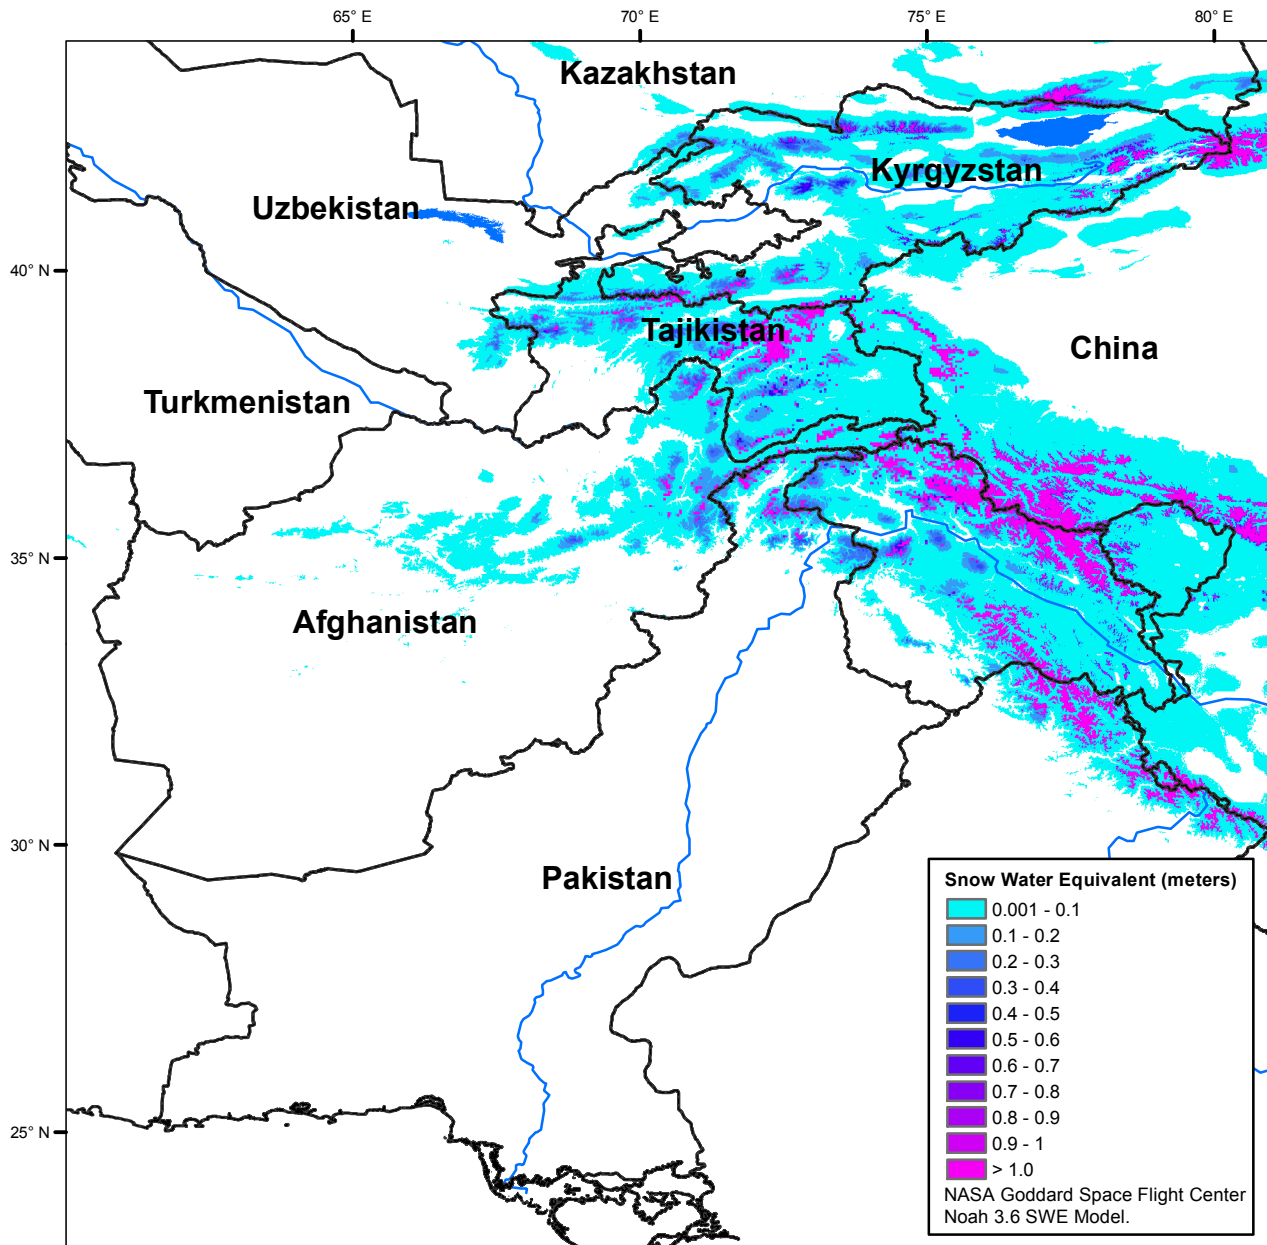 65° E
70° E
75° E
80° E
Kazakhstan
Kyrgyzstan
Uzbekistan
40° N
Tajikistan
China
Turkmenistan
35° N
Afghanistan
30° N
Pakistan
25° N
Snow Water Equivalent (meters)
0.001 - 0.1
0.1 - 0.2
0.2 - 0.3
0.3 - 0.4
0.4 - 0.5
0.5 - 0.6
0.6 - 0.7
0.7 - 0.8
0.8 - 0.9
0.9 - 1
> 1.0
NASA Goddard Space Flight Center
Noah 3.6 SWE Model.